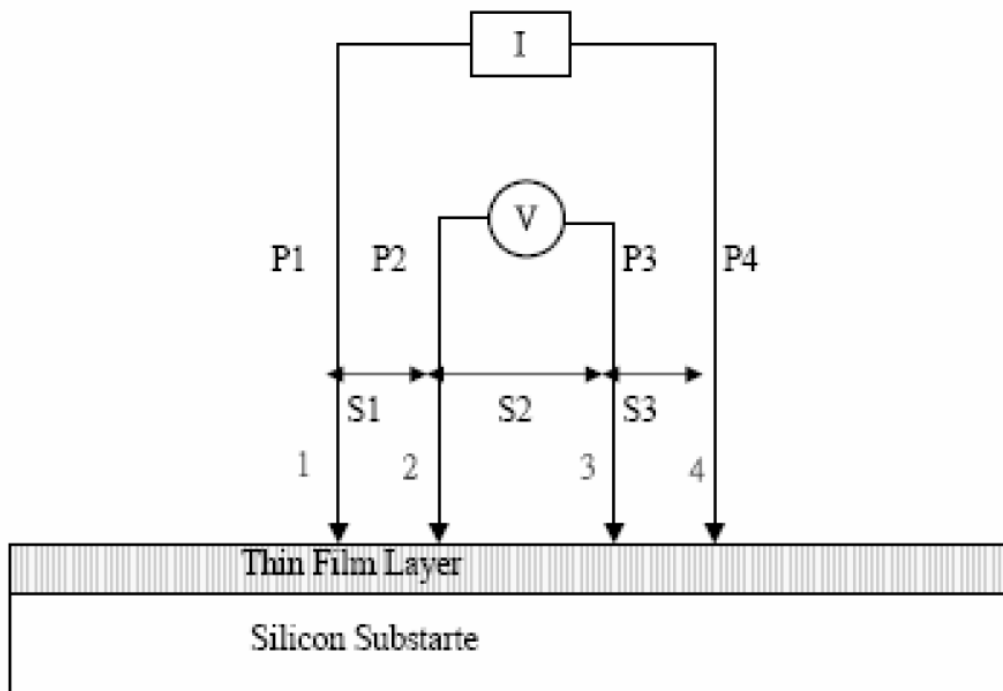 I
V
P1 P2 P3 P4
S1 S2 S3
1 2 3 4
Thin Film Layer
Silicon Substarte